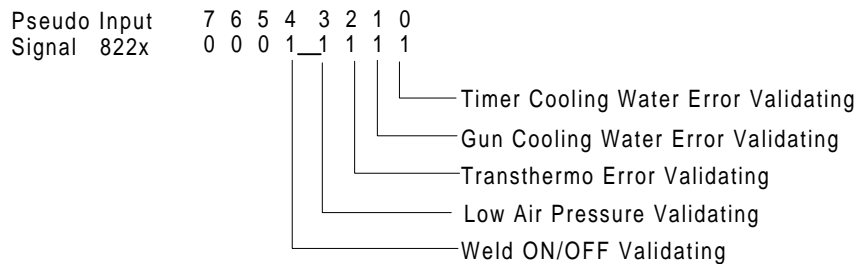 Pseudo Input 7 6 5 4 3 2 1 0
Signal 822x 0 0 0 1_1 1 1 1
Timer Cooling Water Error Validating
Gun Cooling Water Error Validating
Transthermo Error Validating
Low Air Pressure Validating
Weld ON/OFF Validating